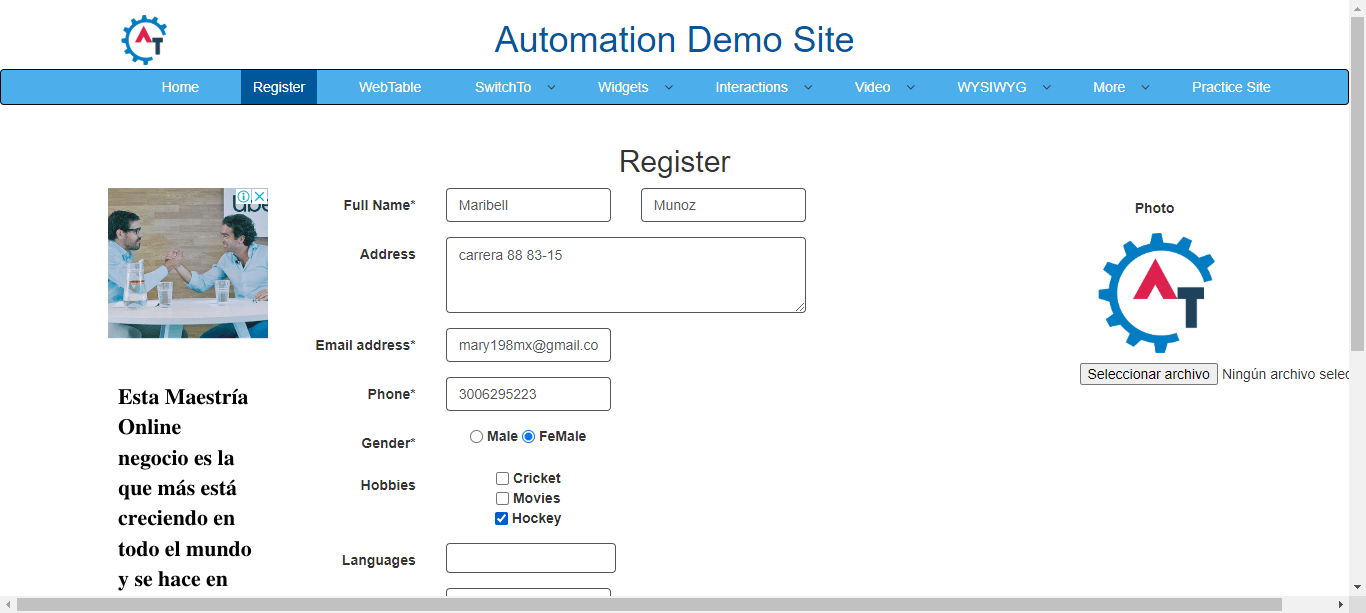 Automation Demo Site
Home Register WebTable SwitchTo Widgets Interactions Video WYSIWYG More Practice Site
Register
Full Name* Maribell Munoz
Photo
Address carrera 88 83-15
Email address* mary198mx@gmail.co
Seleccionar archivo Ningún archivo selec
Phone* 3006295223
Gender* Male FeMale
Hobbies Cricket
Movies
Hockey
Languages
Esta Maestría
Online
negocio es la
que más está
creciendo en
todo el mundo
y se hace en